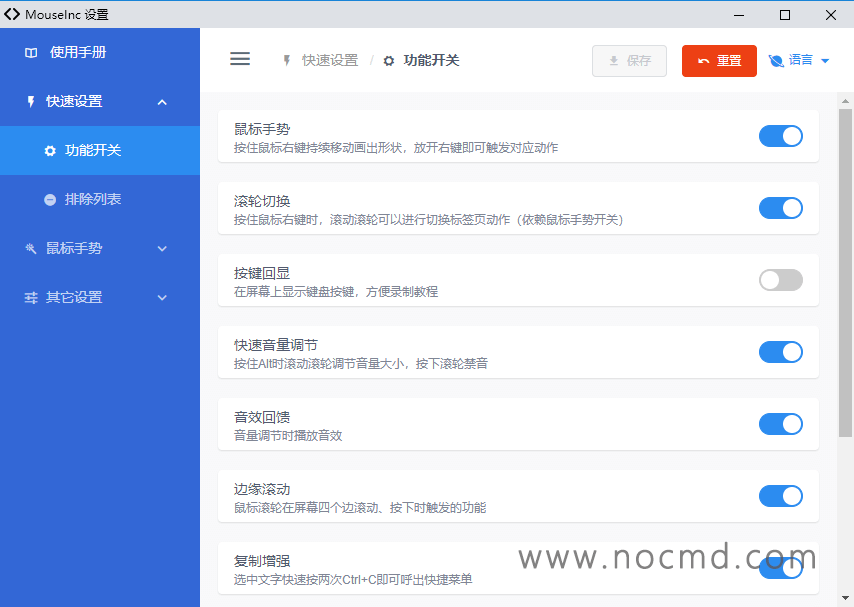 MouseInc 设置
使用手册
快速设置
功能开关
排除列表
鼠标手势
其它设置
快速设置 / 功能开关
保存
重置
语言
鼠标手势
按住鼠标右键持续移动画出形状，放开右键即可触发对应动作
滚轮切换
按住鼠标右键时，滚动滚轮可以进行切换标签页动作（依赖鼠标手势开关）
按键回显
在屏幕上显示键盘按键，方便录制教程
快速音量调节
按住Alt时滚动滚轮调节音量大小，按下滚轮禁音
音效回馈
音量调节时播放音效
边缘滚动
鼠标滚轮在屏幕四个边滚动、按下时触发的功能
复制增强
选中文字快速按两次Ctrl+C即可呼出快捷菜单
www.nocmd.com